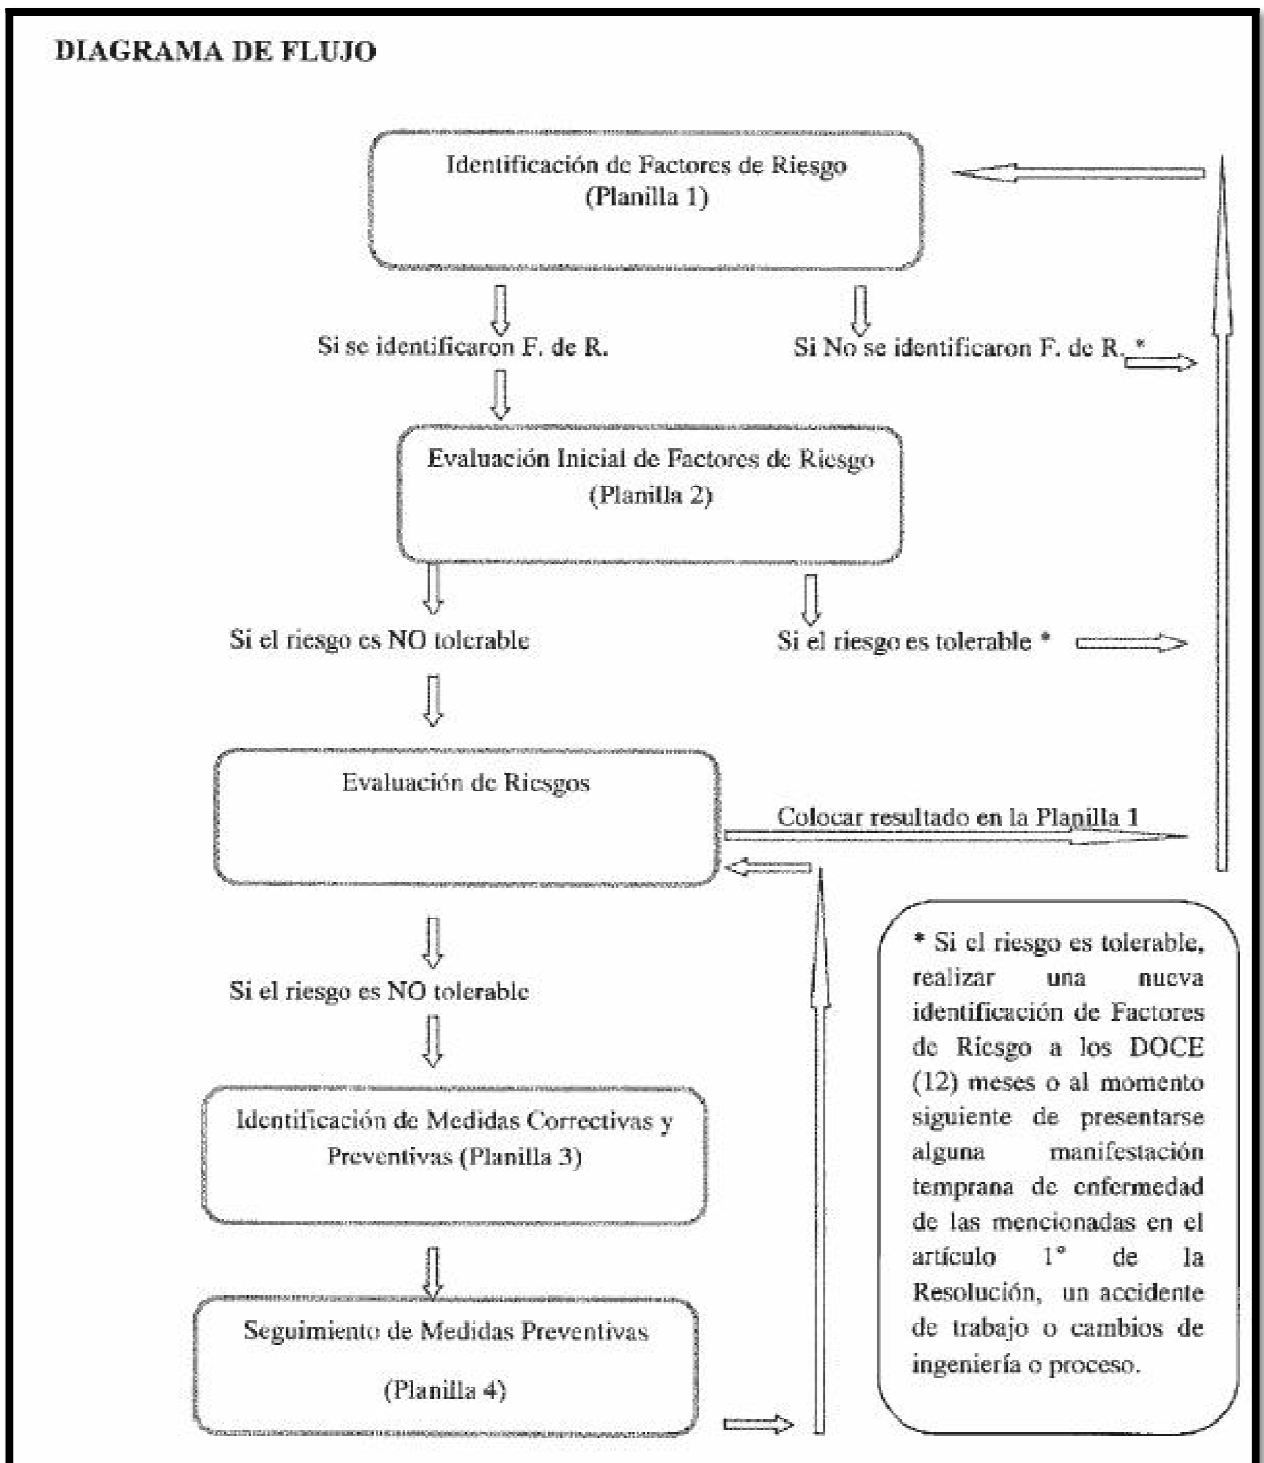 DIAGRAMA DE FLUJO
Identificación de Factores de Riesgo
(Planilla 1)
Si se identificaron F. de R.
Si No se identificaron F. de R. *
Evaluación Inicial de Factores de Riesgo
(Planilla 2)
Si el riesgo es NO tolerable
Si el riesgo es tolerable *
Evaluación de Riesgos
Colocar resultado en la Planilla 1
Si el riesgo es NO tolerable
Identificación de Medidas Correctivas y
Preventivas (Planilla 3)
Seguimiento de Medidas Preventivas
(Planilla 4)
* Si el riesgo es tolerable,
realizar una nueva
identificación de Factores
de Riesgo a los DOCE
(12) meses o al momento
siguiente de presentarse
alguna manifestación
temprana de enfermedad
de las mencionadas en el
artículo 1° de la
Resolución, un accidente
de trabajo o cambios de
ingeniería o proceso.